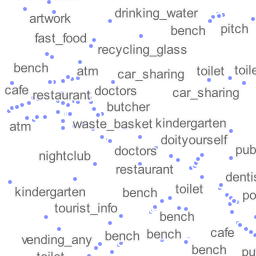 drinking_water
artwork
bench
pitch
fast_food
recycling_glass
bench
atm
car_sharing
toilet
toile
cafe
restaurant
doctors
car_sharing
butcher
atm
waste_basket
kindergarten
doityourself
doctors
pub
nightclub
restaurant
dentis
kindergarten
bench
toilet
po
tourist_info
bench
vending_any
bench
bench
cafe
bench
pu
toilet